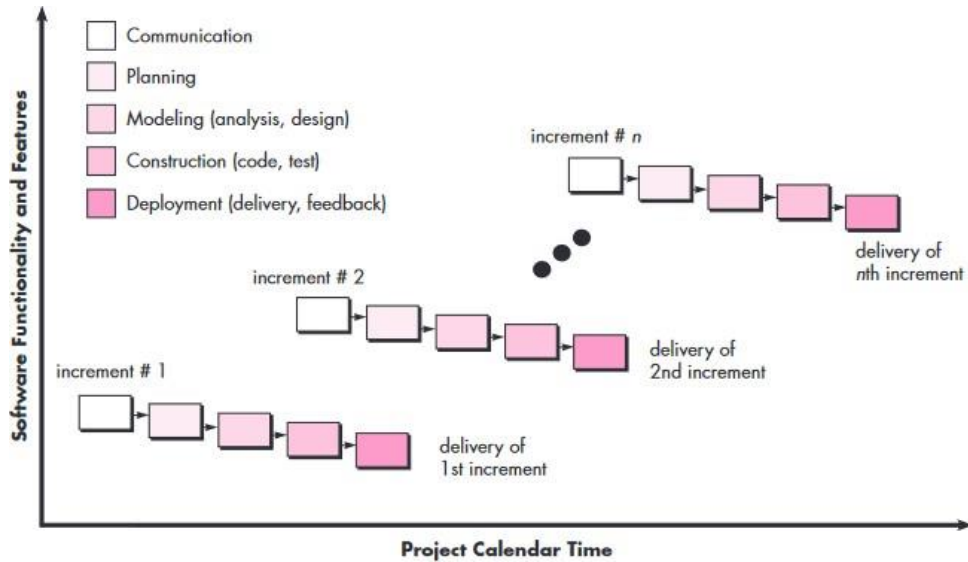 Software Functionality and Features
Communication
Planning
Modeling (analysis, design)
Construction (code, test)
Deployment (delivery, feedback)
increment # n
delivery of
nth increment
increment # 2
delivery of
2nd increment
increment # 1
delivery of
1st increment
Project Calendar Time